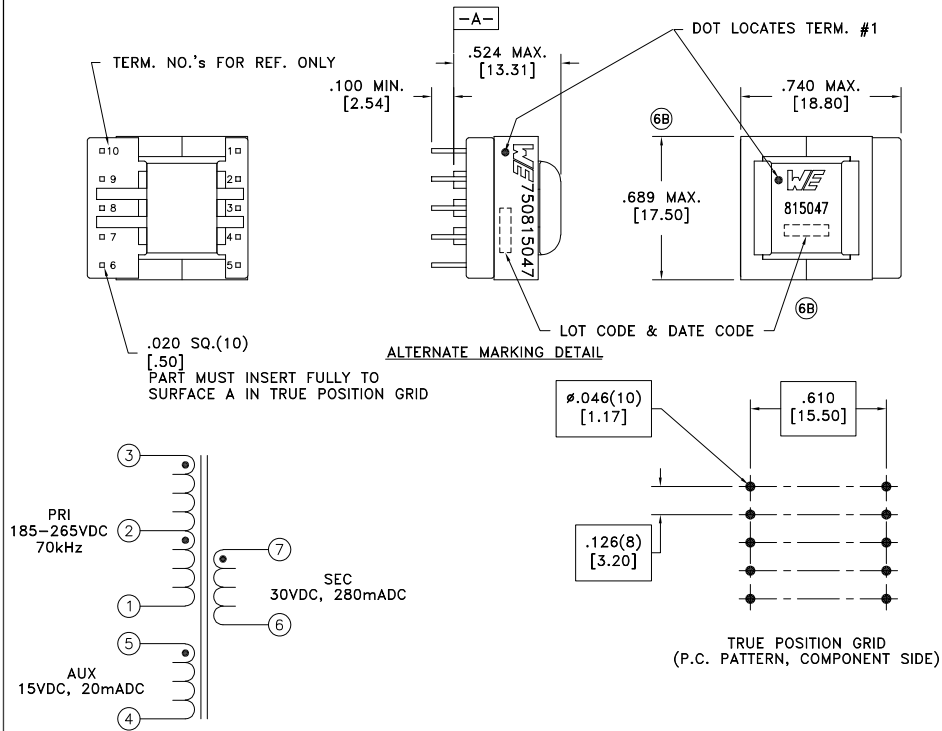 -A-
DOT LOCATES TERM. #1
TERM. NO.'s FOR REF. ONLY
.524 MAX.
[13.31]
.100 MIN.
[2.54]
.740 MAX.
[18.80]
6B
10
1
9
2
8
3
7
4
6
5
WE750815047
.689 MAX.
[17.50]
WE
815047
6B
LOT CODE & DATE CODE
.020 SQ.(10)
[.50]
PART MUST INSERT FULLY TO
SURFACE A IN TRUE POSITION GRID
ALTERNATE MARKING DETAIL
ø.046(10)
[1.17]
.610
[15.50]
.126(8)
[3.20]
TRUE POSITION GRID
(P.C. PATTERN, COMPONENT SIDE)
3
PRI
185-265VDC
70kHz
2
1
7
SEC
30VDC, 280mADC
6
5
AUX
15VDC, 20mADC
4